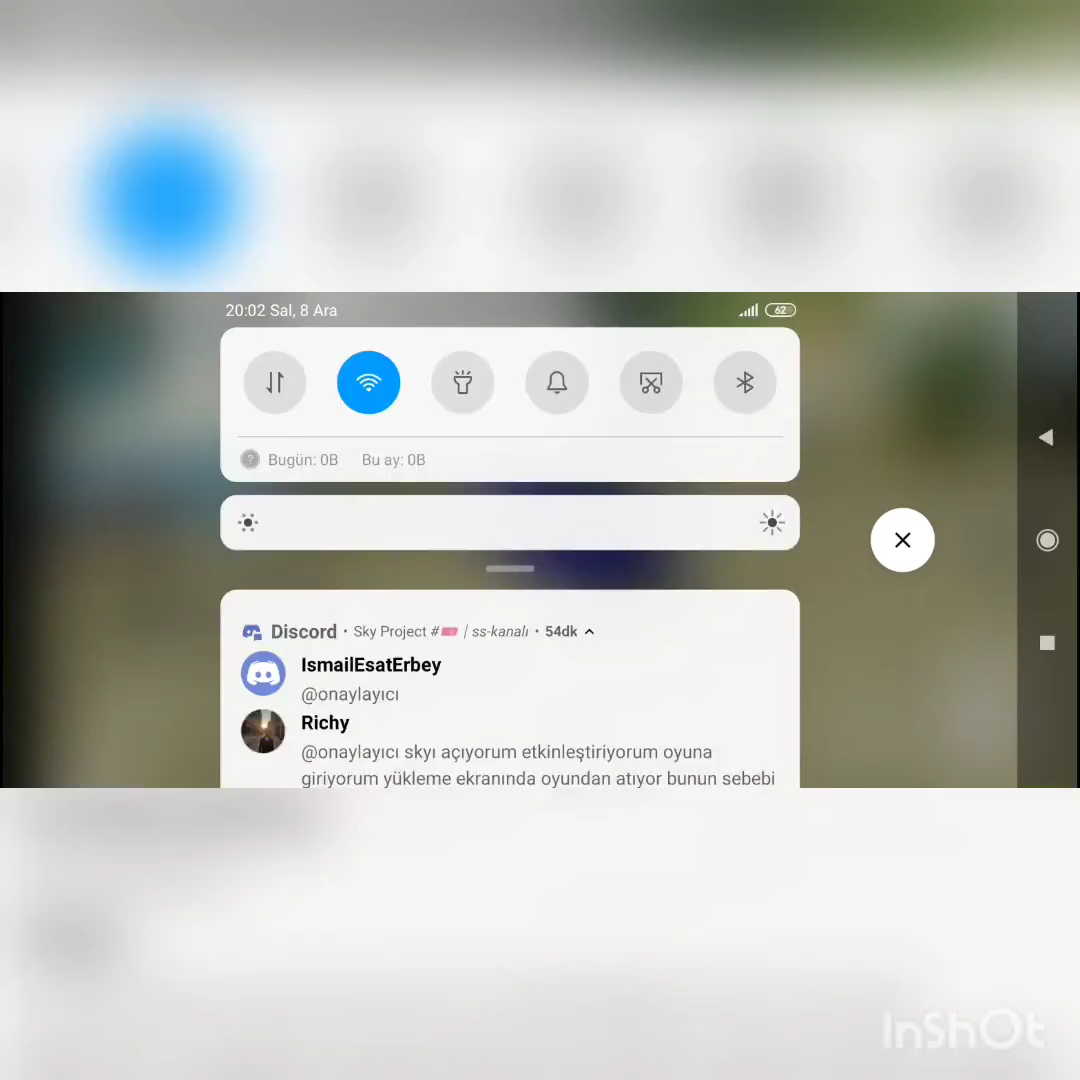 20:02 Sal, 8 Ara
62
Bugün: 0B Bu ay: 0B
Discord · Sky Project # | ss-kanalı · 54dk
IsmailEsatErbey
@onaylayıcı
Richy
@onaylayıcı skyı açıyorum etkinleştiriyorum oyuna
giriyorum yükleme ekranında oyundan atıyor bunun sebebi
InShOt